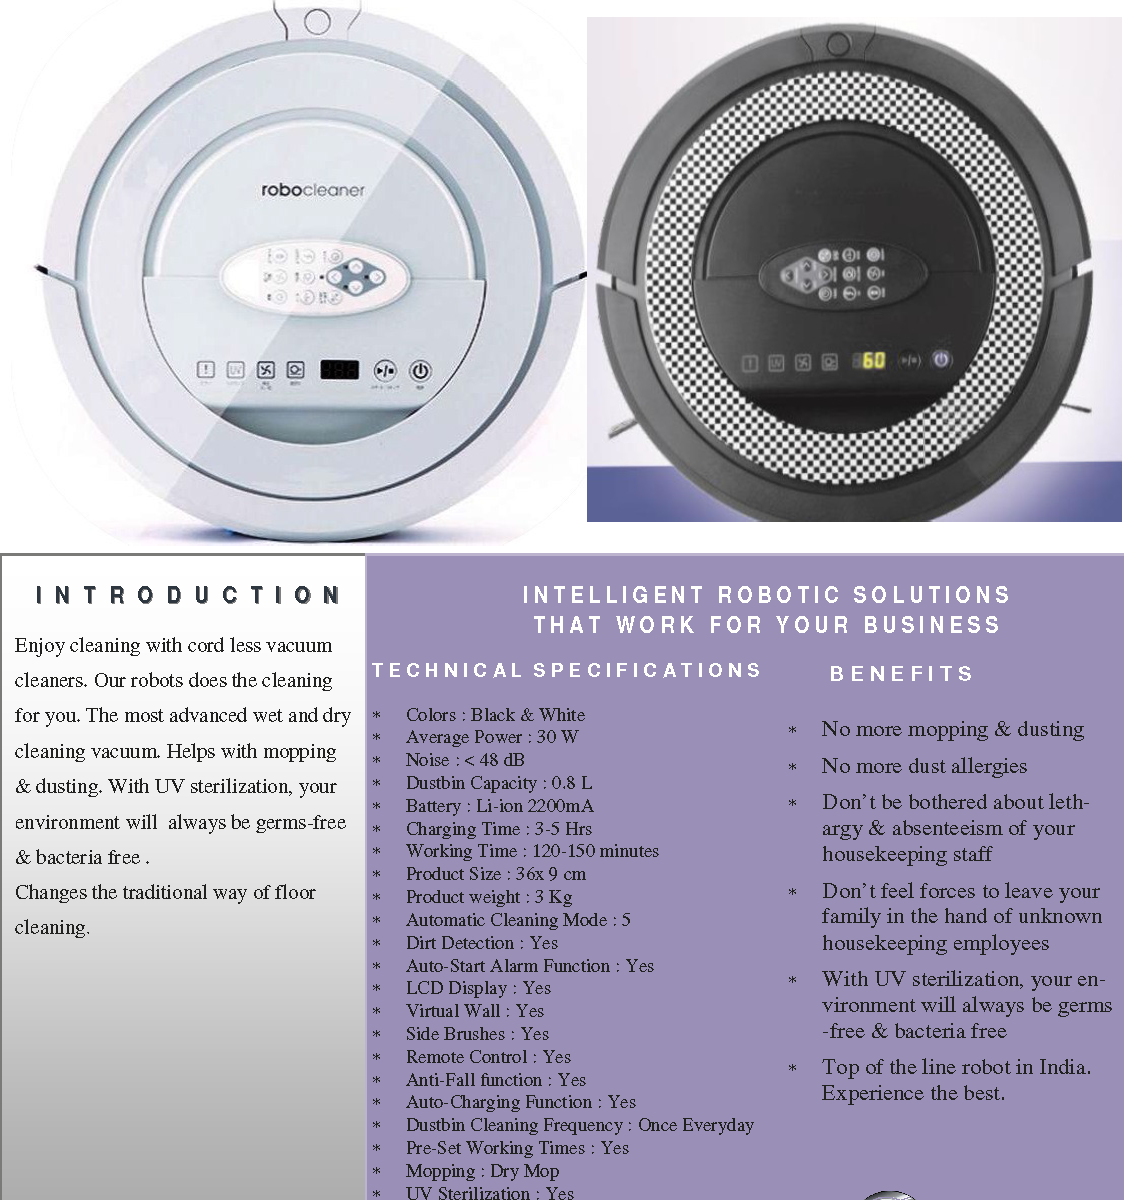 robocleaner
UV
60
UV
INTRODUCTION
Enjoy cleaning with cord less vacuum
cleaners. Our robots does the cleaning
for you. The most advanced wet and dry
cleaning vacuum. Helps with mopping
& dusting. With UV sterilization, your
environment will  always be germs-free
& bacteria free .
Changes the traditional way of floor
cleaning.
INTELLIGENT ROBOTIC SOLUTIONS
THAT WORK FOR YOUR BUSINESS
TECHNICAL SPECIFICATIONS
* Colors : Black & White
* Average Power : 30 W
* Noise : < 48 dB
* Dustbin Capacity : 0.8 L
* Battery : Li-ion 2200mA
* Charging Time : 3-5 Hrs
* Working Time : 120-150 minutes
* Product Size : 36x 9 cm
* Product weight : 3 Kg
* Automatic Cleaning Mode : 5
* Dirt Detection : Yes
* Auto-Start Alarm Function : Yes
* LCD Display : Yes
* Virtual Wall : Yes
* Side Brushes : Yes
* Remote Control : Yes
* Anti-Fall function : Yes
* Auto-Charging Function : Yes
* Dustbin Cleaning Frequency : Once Everyday
* Pre-Set Working Times : Yes
* Mopping : Dry Mop
* UV Sterilization : Yes
BENEFITS
* No more mopping & dusting
* No more dust allergies
* Don't be bothered about leth-
argy & absenteeism of your
housekeeping staff
* Don't feel forces to leave your
family in the hand of unknown
housekeeping employees
* With UV sterilization, your en-
vironment will always be germs
-free & bacteria free
* Top of the line robot in India.
Experience the best.